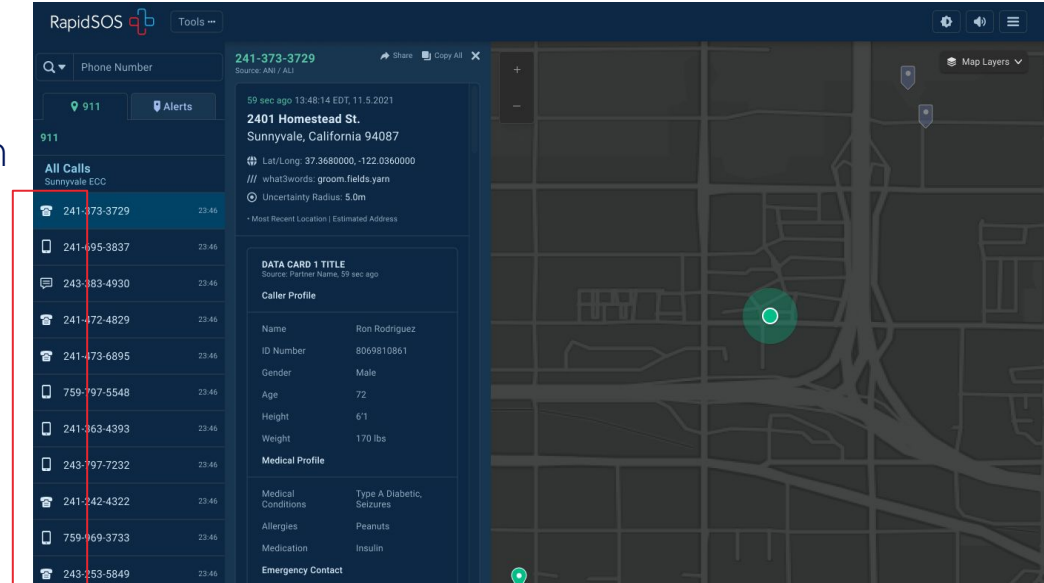 RapidSOS
Tools
Share
Copy All
Phone Number
241-373-3729
Source: ANI / ALI
Map Layers
911
Alerts
59 sec ago 13:48:14 EDT, 11.5.2021
2401 Homestead St.
Sunnyvale, California 94087
911
n
All Calls
Sunnyvale ECC
Lat/Long: 37.3680000, -122.0360000
/// what3words: groom.fields.yarn
Uncertainty Radius: 5.0m
• Most Recent Location | Estimated Address
241-373-3729 23:46
241-695-3837 23:46
243-383-4930 23:46
241-472-4829 23:46
241-473-6895 23:46
759-797-5548 23:46
241-363-4393 23:46
243-797-7232 23:46
241-242-4322 23:46
759-969-3733 23:46
243-253-5849 23:46
DATA CARD 1 TITLE
Source: Partner Name, 59 sec ago
Caller Profile
Name Ron Rodriguez
ID Number 8069810861
Gender Male
Age 72
Height 6'1
Weight 170 lbs
Medical Profile
Medical Conditions Type A Diabetic,
Seizures
Allergies Peanuts
Medication Insulin
Emergency Contact